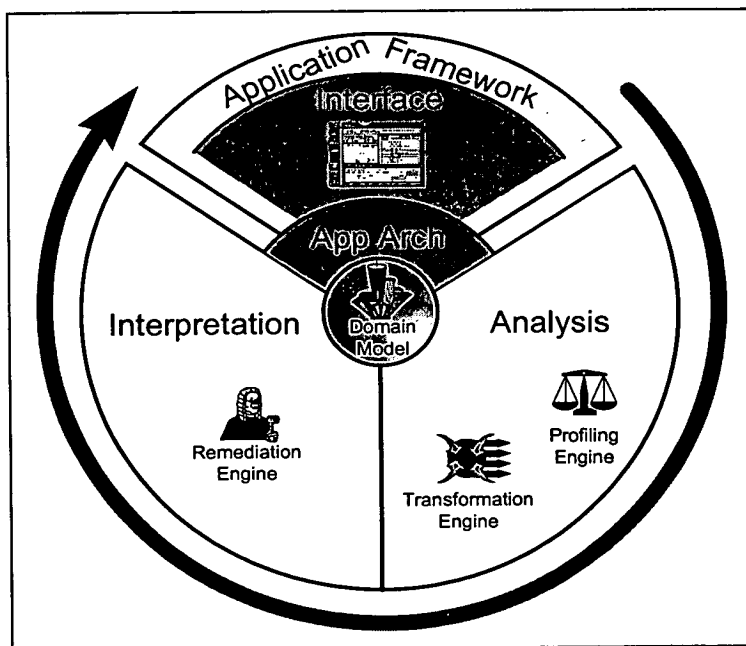 Application Framework
Interface
App Arch
Domain
Model
Interpretation
Analysis
Remediation
Engine
Profiling
Engine
Transformation
Engine